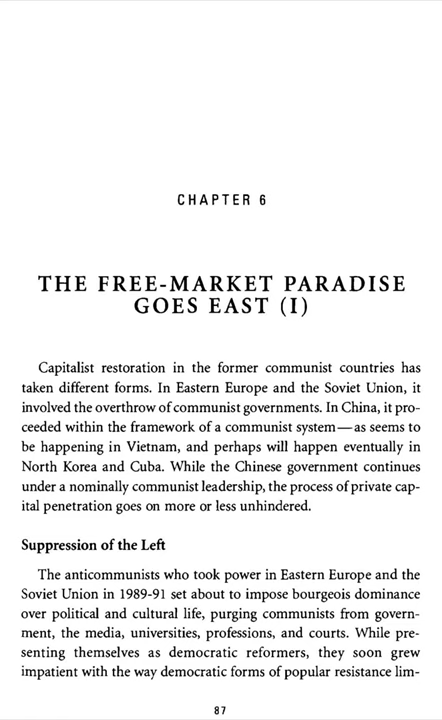 CHAPTER 6
THE FREE-MARKET PARADISE
GOES EAST (I)
Capitalist restoration in the former communist countries has
taken different forms. In Eastern Europe and the Soviet Union, it
involved the overthrow of communist governments. In China, it pro-
ceeded within the framework of a communist system—as seems to
be happening in Vietnam, and perhaps will happen eventually in
North Korea and Cuba. While the Chinese government continues
under a nominally communist leadership, the process of private cap-
ital penetration goes on more or less unhindered.
Suppression of the Left
The anticommunists who took power in Eastern Europe and the
Soviet Union in 1989-91 set about to impose bourgeois dominance
over political and cultural life, purging communists from govern-
ment, the media, universities, professions, and courts. While pre-
senting themselves as democratic reformers, they soon grew
impatient with the way democratic forms of popular resistance lim-
87